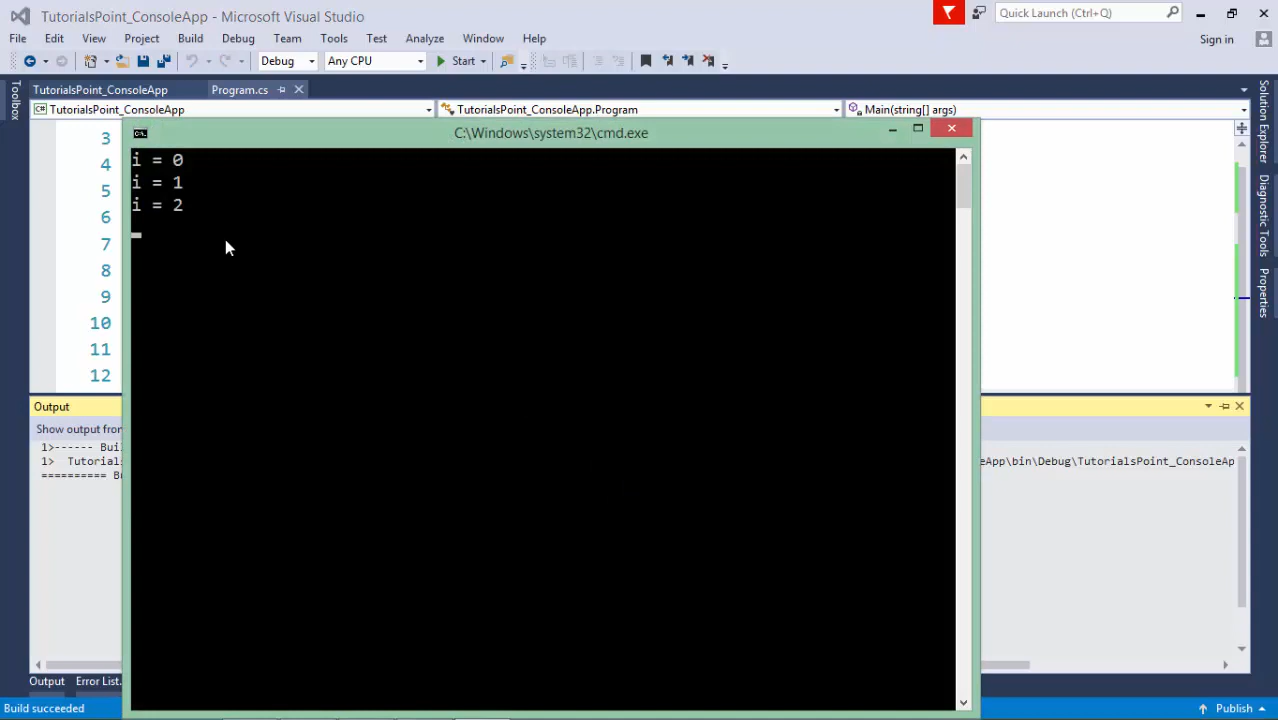 TutorialsPoint_ConsoleApp - Microsoft Visual Studio
Quick Launch (Ctrl+Q)
File Edit View Project Build Debug Team Tools Test Analyze Window Help
Sign in
Debug Any CPU Start
TutorialsPoint_ConsoleApp Program.cs
TutorialsPoint_ConsoleApp TutorialsPoint_ConsoleApp.Program Main(string[] args)
Toolbox
Solution Explorer
Diagnostic Tools
Properties
C:\Windows\system32\cmd.exe
i = 0
i = 1
i = 2
3
4
5
6
7
8
9
10
11
12
Output
Show output from
1>------ Bui
1> Tutorials
eApp\bin\Debug\TutorialsPoint_ConsoleAp
========== B
Output Error List
Build succeeded
Publish